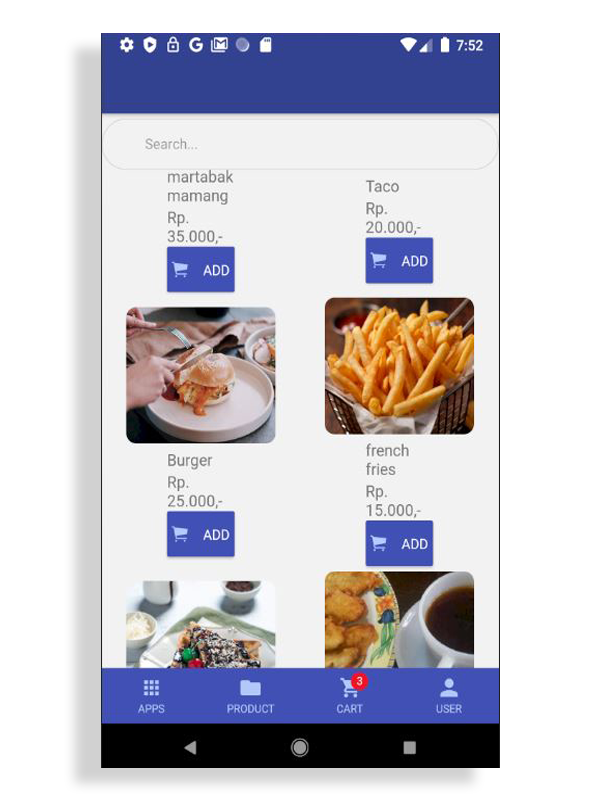 7:52
Search...
martabak
mamang
Rp.
35.000,-
ADD
Taco
Rp.
20.000,-
ADD
Burger
Rp.
25.000,-
ADD
french
fries
Rp.
15.000,-
ADD
APPS
PRODUCT
3
CART
USER